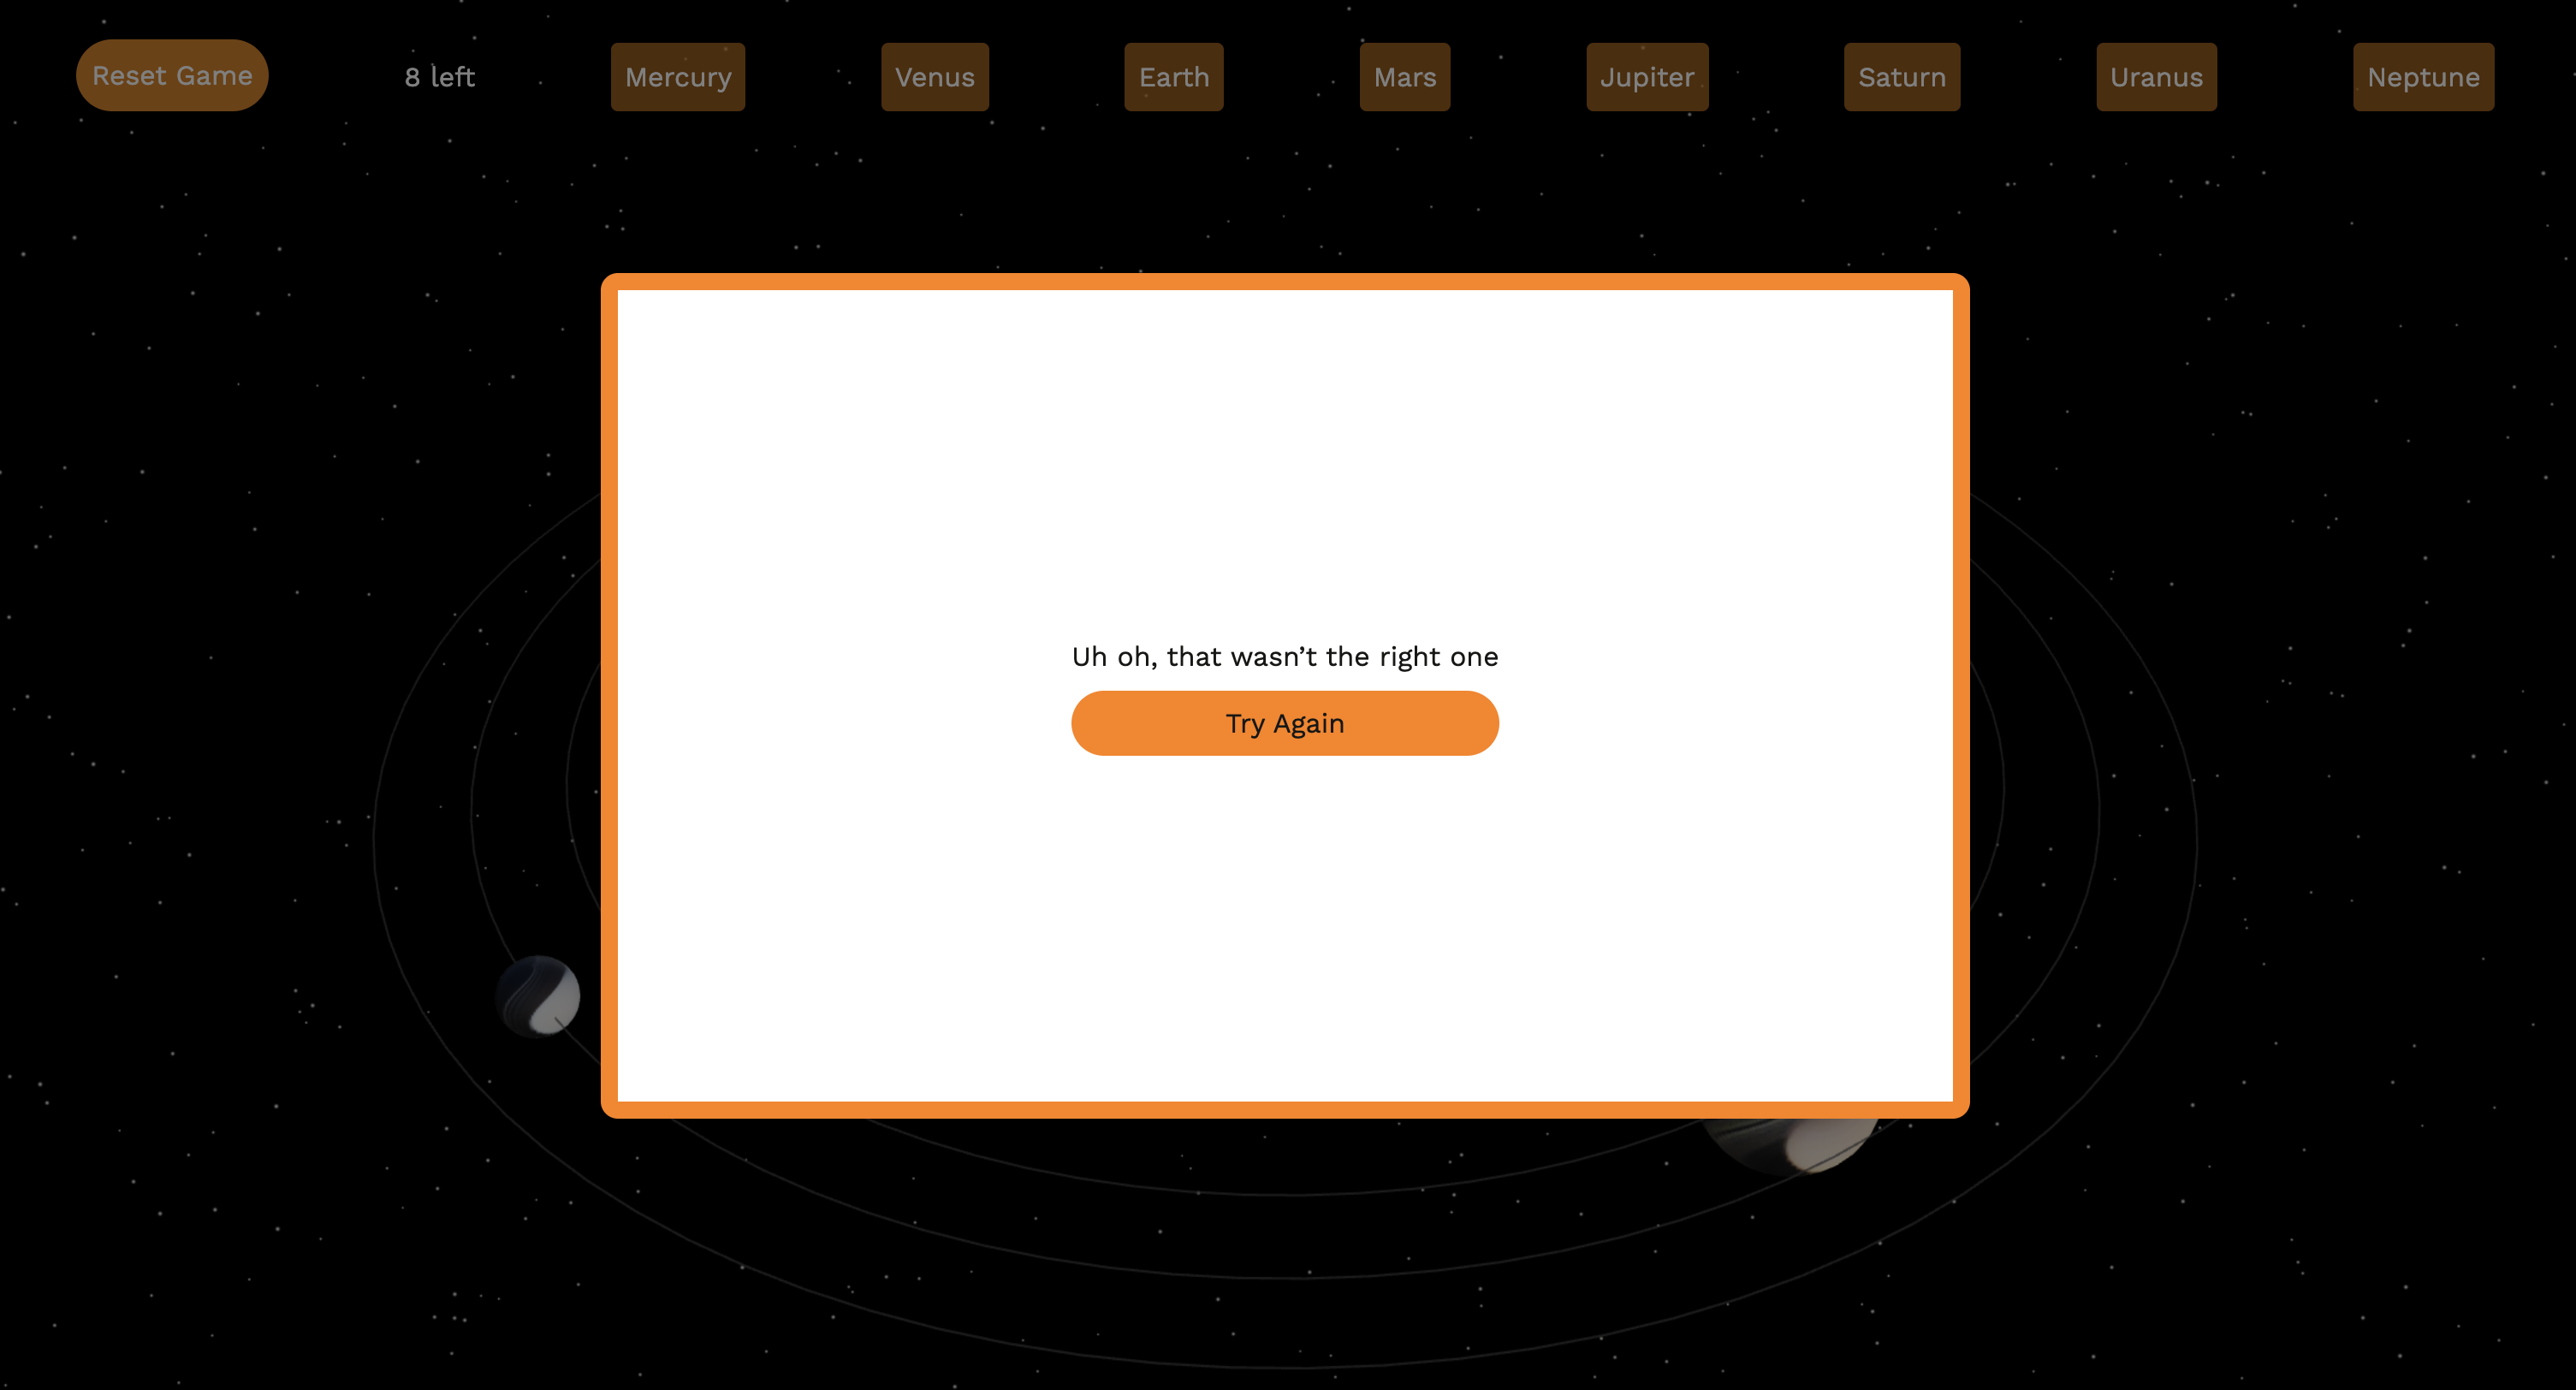 Reset Game
8 left
Mercury
Venus
Earth
Mars
Jupiter
Saturn
Uranus
Neptune
Uh oh, that wasn’t the right one
Try Again